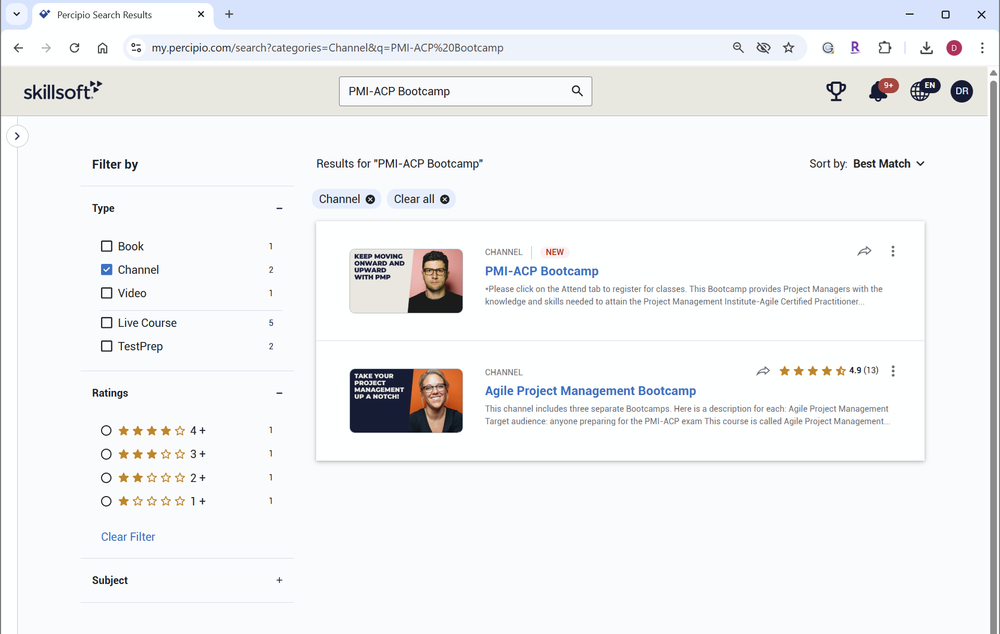 Percipio Search Results
my.percipio.com/search?categories=Channel&q=PMI-ACP%20Bootcamp
R
D
skillsoft
PMI-ACP Bootcamp
9+
EN
DR
Filter by
Type
Book 1
Channel 2
Video 1
Live Course 5
TestPrep 2
Ratings
4 + 1
3 + 1
2 + 1
1 + 1
Clear Filter
Subject
Results for "PMI-ACP Bootcamp"
Sort by: Best Match
Channel
Clear all
KEEP MOVING
ONWARD AND
UPWARD
WITH PMP
CHANNEL
NEW
PMI-ACP Bootcamp
*Please click on the Attend tab to register for classes. This Bootcamp provides Project Managers with the
knowledge and skills needed to attain the Project Management Institute-Agile Certified Practitioner...
TAKE YOUR
PROJECT
MANAGEMENT
UP A NOTCH!
CHANNEL
4.9 (13)
Agile Project Management Bootcamp
This channel includes three separate Bootcamps. Here is a description for each: Agile Project Management
Target audience: anyone preparing for the PMI-ACP exam This course is called Agile Project Management...